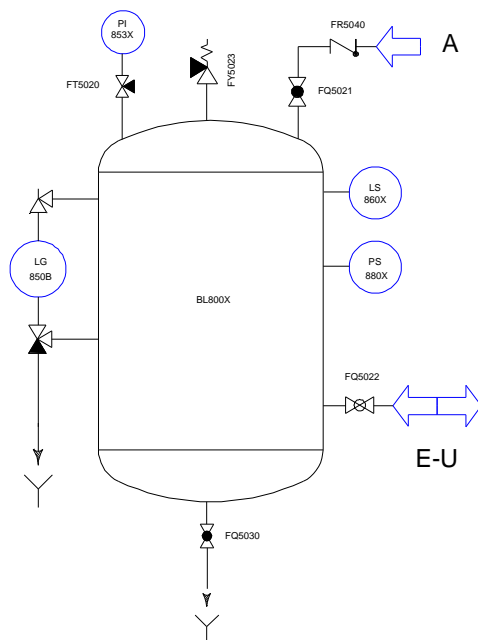 PI
853X
FR5040
A
FT5020
FY5023
FQ5021
LS
860X
LG
850B
PS
880X
BL800X
FQ5022
E-U
FQ5030